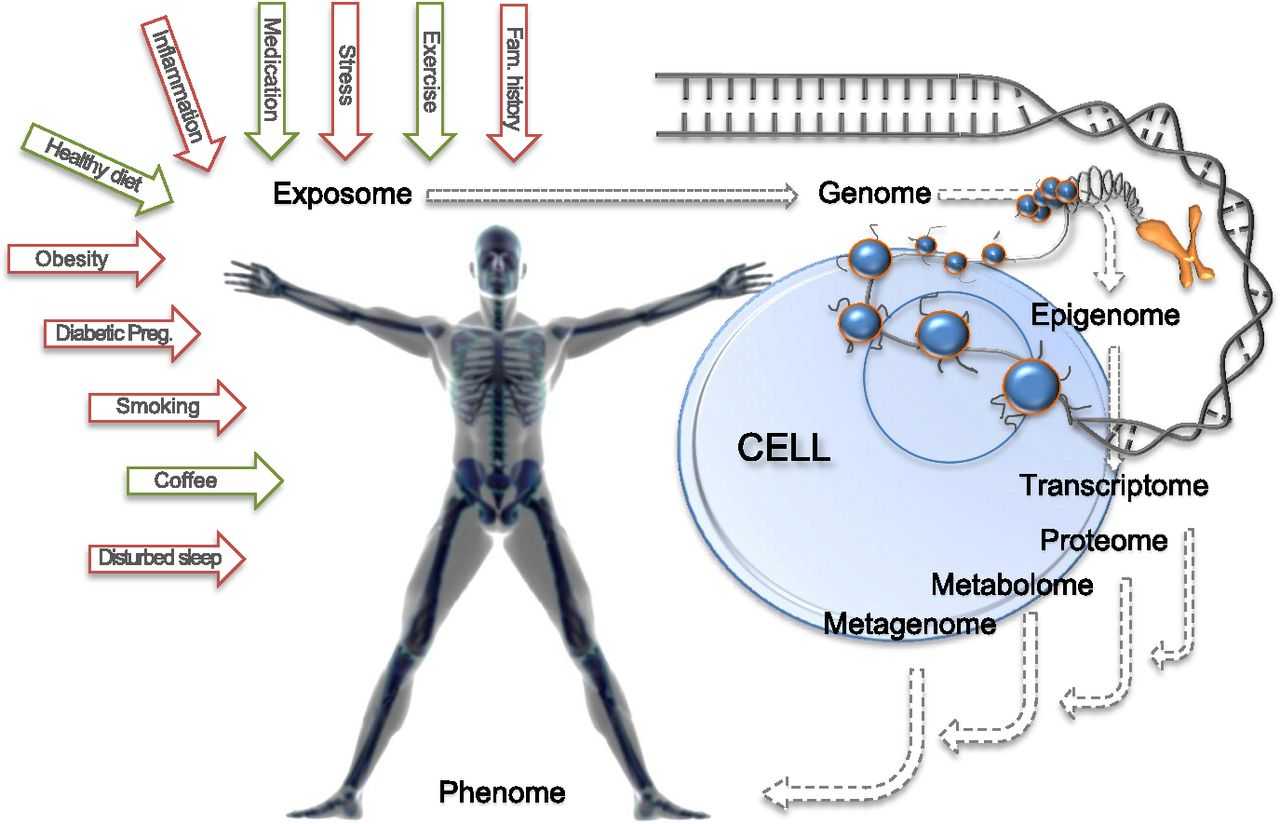 Inflammation
Medication
Stress
Exercise
Fam. history
Healthy diet
Exposome
Genome
Obesity
Epigenome
Diabetic Preg.
Smoking
CELL
Coffee
Transcriptome
Disturbed sleep
Proteome
Metabolome
Metagenome
Phenome